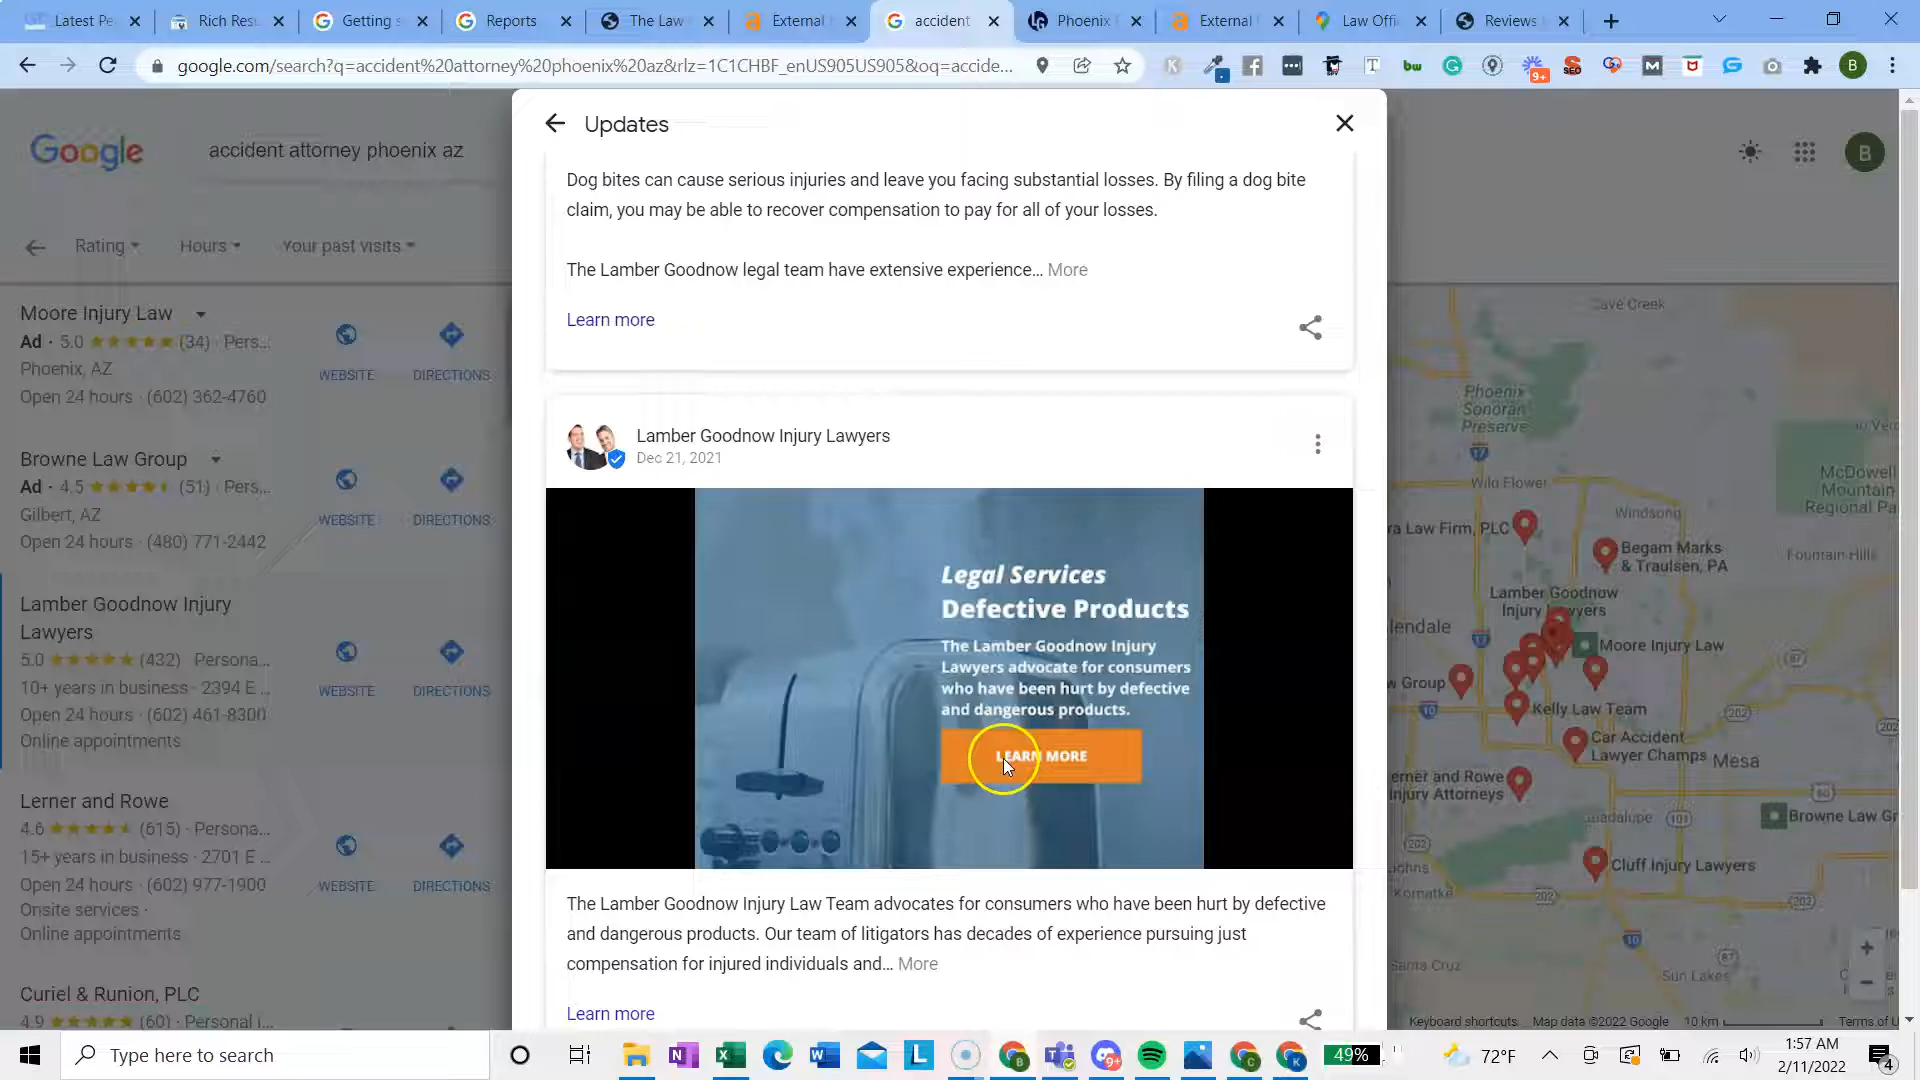 Latest Pe
Rich Res
Getting s
Reports
The Law
External
accident
Phoenix
External
Law Offi
Reviews
google.com/search?q=accident%20attorney%20phoenix%20az&rlz=1C1CHBF_enUS905US905&oq=accide...
9+
B
Google
accident attorney phoenix az
B
Rating
Hours
Your past visits
Moore Injury Law
Ad · 5.0 (34) · Pers...
Phoenix, AZ
Open 24 hours · (602) 362-4760
WEBSITE
DIRECTIONS
Browne Law Group
Ad · 4.5 (51) · Pers...
Gilbert, AZ
Open 24 hours · (480) 771-2442
WEBSITE
DIRECTIONS
Lamber Goodnow Injury
Lawyers
5.0 (432) · Persona...
10+ years in business · 2394 E ...
Open 24 hours · (602) 461-8300
Online appointments
WEBSITE
DIRECTIONS
Lerner and Rowe
4.6 (615) · Persona...
15+ years in business · 2701 E ...
Open 24 hours · (602) 977-1900
Onsite services ·
Online appointments
WEBSITE
DIRECTIONS
Curiel & Runion, PLC
4.9 (60) · Personal i...
Updates
Dog bites can cause serious injuries and leave you facing substantial losses. By filing a dog bite
claim, you may be able to recover compensation to pay for all of your losses.
The Lamber Goodnow legal team have extensive experience... More
Learn more
Lamber Goodnow Injury Lawyers
Dec 21, 2021
Legal Services
Defective Products
The Lamber Goodnow Injury
Lawyers advocate for consumers
who have been hurt by defective
and dangerous products.
LEARN MORE
The Lamber Goodnow Injury Law Team advocates for consumers who have been hurt by defective
and dangerous products. Our team of litigators has decades of experience pursuing just
compensation for injured individuals and... More
Learn more
Cave Creek
Phoenix
Sonoran
Preserve
Wild Flower
McDowell
Mountain
Regional Pa
Windsong
ra Law Firm, PLC
Begam Marks
& Traulsen, PA
Fountain Hills
Lamber Goodnow
Injury Lawyers
lendale
Moore Injury Law
w Group
Kelly Law Team
Car Accident
Lawyer Champs
Mesa
erner and Rowe
njury Attorneys
Guadalupe
Browne Law Gr
Cluff Injury Lawyers
Komatke
Santa Cruz
Sun Lakes
Keyboard shortcuts
Map data ©2022 Google
10 km
Terms of U
Type here to search
49%
72°F
1:57 AM
2/11/2022
4